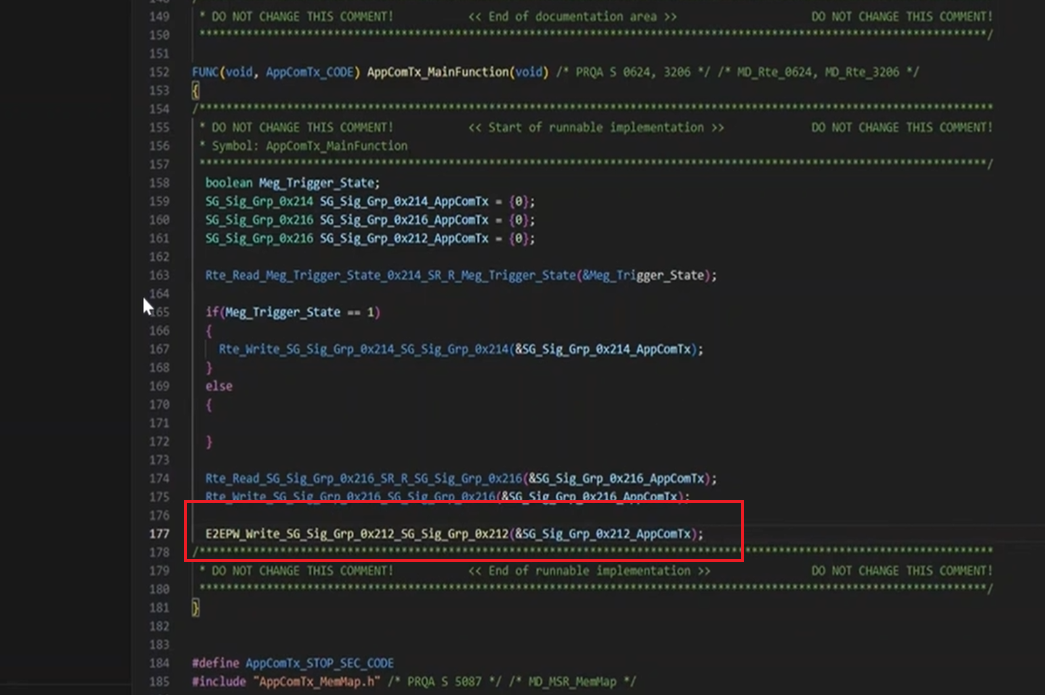 149 * DO NOT CHANGE THIS COMMENT! << End of documentation area >> DO NOT CHANGE THIS COMMENT!
150 **********************************************************************************************************************/
151
152 FUNC(void, AppComTx_CODE) AppComTx_MainFunction(void) /* PRQA S 0624, 3206 */ /* MD_Rte_0624, MD_Rte_3206 */
153 {
154 /**********************************************************************************************************************
155 * DO NOT CHANGE THIS COMMENT! << Start of runnable implementation >> DO NOT CHANGE THIS COMMENT!
156 * Symbol: AppComTx_MainFunction
157 **********************************************************************************************************************/
158 boolean Meg_Trigger_State;
159 SG_Sig_Grp_0x214 SG_Sig_Grp_0x214_AppComTx = {0};
160 SG_Sig_Grp_0x216 SG_Sig_Grp_0x216_AppComTx = {0};
161 SG_Sig_Grp_0x216 SG_Sig_Grp_0x212_AppComTx = {0};
162
163 Rte_Read_Meg_Trigger_State_0x214_SR_R_Meg_Trigger_State(&Meg_Trigger_State);
164
165 if(Meg_Trigger_State == 1)
166 {
167 Rte_Write_SG_Sig_Grp_0x214_SG_Sig_Grp_0x214(&SG_Sig_Grp_0x214_AppComTx);
168 }
169 else
170 {
171
172 }
173
174 Rte_Read_SG_Sig_Grp_0x216_SR_R_SG_Sig_Grp_0x216(&SG_Sig_Grp_0x216_AppComTx);
175 Rte_Write_SG_Sig_Grp_0x216_SG_Sig_Grp_0x216(&SG_Sig_Grp_0x216_AppComTx);
176
177 E2EPW_Write_SG_Sig_Grp_0x212_SG_Sig_Grp_0x212(&SG_Sig_Grp_0x212_AppComTx);
178 /**********************************************************************************************************************
179 * DO NOT CHANGE THIS COMMENT! << End of runnable implementation >> DO NOT CHANGE THIS COMMENT!
180 **********************************************************************************************************************/
181 }
182
183
184 #define AppComTx_STOP_SEC_CODE
185 #include "AppComTx_MemMap.h" /* PRQA S 5087 */ /* MD_MSR_MemMap */